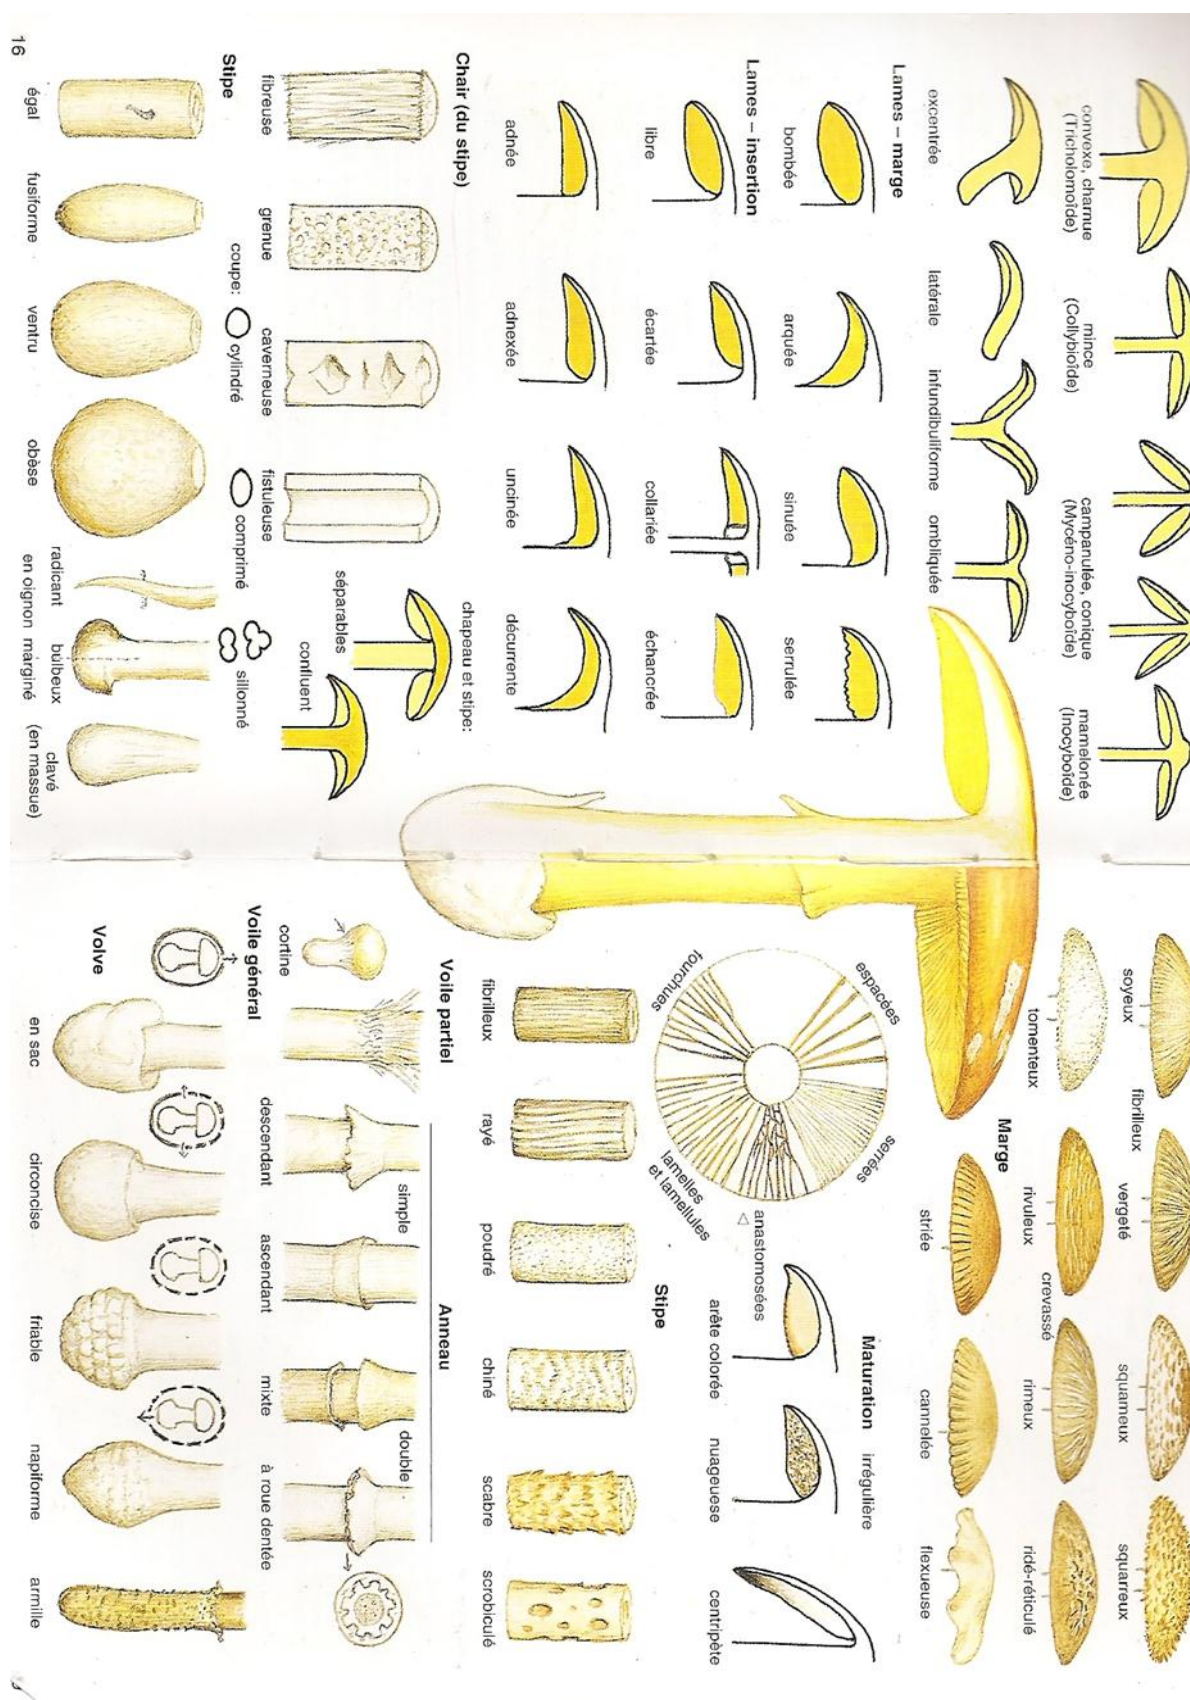 convexe, charnue
(Tricholomoïde)
mince
(Collybioïde)
campanulée, conique
(Mycéno-inocyboïde)
mamelonée
(Inocyboïde)
excentrée
latérale
infundibuliforme
ombliquée
Lames – marge
bombée
arquée
sinuée
serrulée
Lames – insertion
libre
écartée
collariée
échancrée
adnée
adnexée
uncinée
décurrente
Chair (du stipe)
chapeau et stipe:
fibreuse
grenue
caverneuse
fistuleuse
séparables
confluent
Stipe
coupe:
cylindré
comprimé
sillonné
égal
fusiforme
ventru
obèse
radicant
bulbeux
en oignon marginé
clavé
(en massue)
16
soyeux
fibrilleux
vergeté
squameux
squarreux
tomenteux
rivuleux
crevassé
rimeux
ridé-réticulé
Marge
striée
cannelée
flexueuse
espacées
serrées
fourchues
lamelles
et lamellules
anastomosées
Maturation
irrégulière
arête colorée
nuageuese
centripète
Stipe
fibrilleux
rayé
poudré
chiné
scabre
scrobiculé
Voile partiel
Anneau
simple
double
cortine
descendant
ascendant
mixte
à roue dentée
Voile général
Volve
en sac
circoncise
friable
napiforme
armille